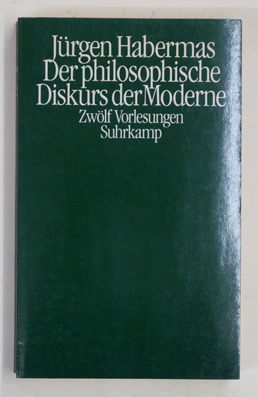 Jürgen Habermas
Der philosophische
Diskurs der Moderne
Zwölf Vorlesungen
Suhrkamp